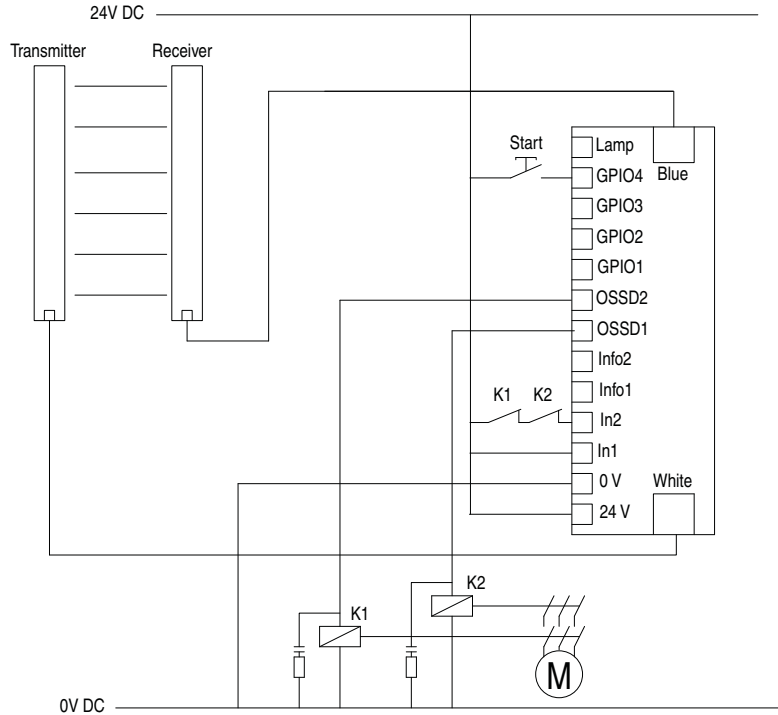 24V DC
Transmitter
Receiver
Start
Lamp
Blue
GPIO4
GPIO3
GPIO2
GPIO1
OSSD2
OSSD1
Info2
Info1
K1
K2
In2
In1
0 V
White
24 V
K2
K1
M
0V DC